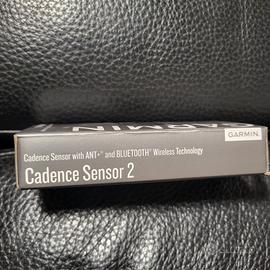 GARMIN
Cadence Sensor with ANT+® and BLUETOOTH® Wireless Technology
Cadence Sensor 2